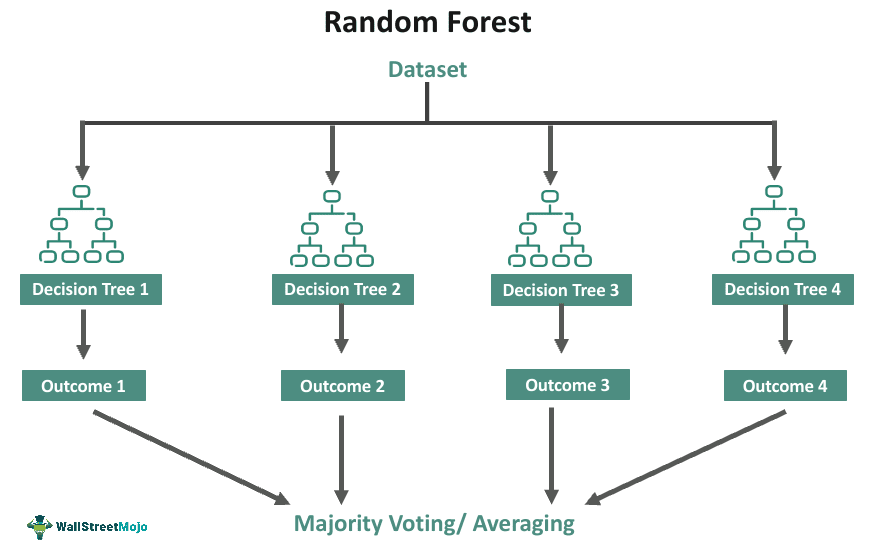 Random Forest
Dataset
Decision Tree 1
Decision Tree 2
Decision Tree 3
Decision Tree 4
Outcome 1
Outcome 2
Outcome 3
Outcome 4
Majority Voting/ Averaging
WallStreetMojo